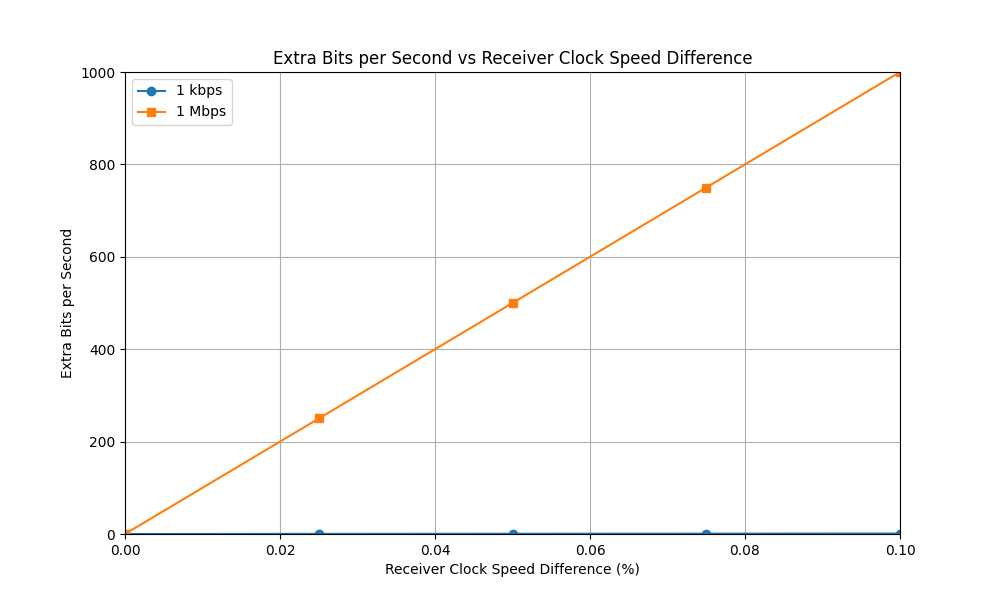 Extra Bits per Second vs Receiver Clock Speed Difference
1 kbps
1 Mbps
1000
800
600
400
200
0
Extra Bits per Second
0.00 0.02 0.04 0.06 0.08 0.10
Receiver Clock Speed Difference (%)